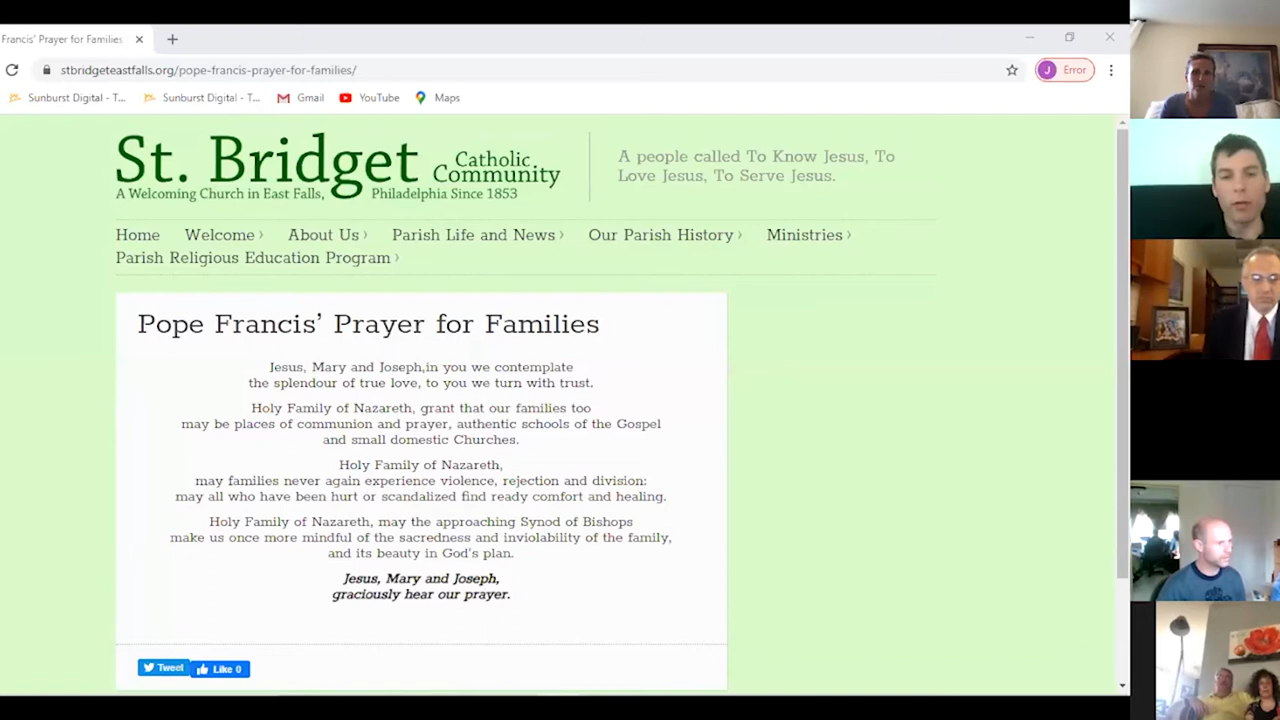 Francis' Prayer for Families
stbridgeeastfalls.org/pope-francis-prayer-for-families/
J Error
Sunburst Digital - T... Sunburst Digital - T... Gmail YouTube Maps
St. Bridget Catholic Community
A Welcoming Church in East Falls, Philadelphia Since 1853
A people called To Know Jesus, To
Love Jesus, To Serve Jesus.
Home Welcome › About Us › Parish Life and News › Our Parish History › Ministries ›
Parish Religious Education Program ›
Pope Francis' Prayer for Families
Jesus, Mary and Joseph,in you we contemplate
the splendour of true love, to you we turn with trust.
Holy Family of Nazareth, grant that our families too
may be places of communion and prayer, authentic schools of the Gospel
and small domestic Churches.
Holy Family of Nazareth,
may families never again experience violence, rejection and division:
may all who have been hurt or scandalized find ready comfort and healing.
Holy Family of Nazareth, may the approaching Synod of Bishops
make us once more mindful of the sacredness and inviolability of the family,
and its beauty in God's plan.
Jesus, Mary and Joseph,
graciously hear our prayer.
Tweet Like 0